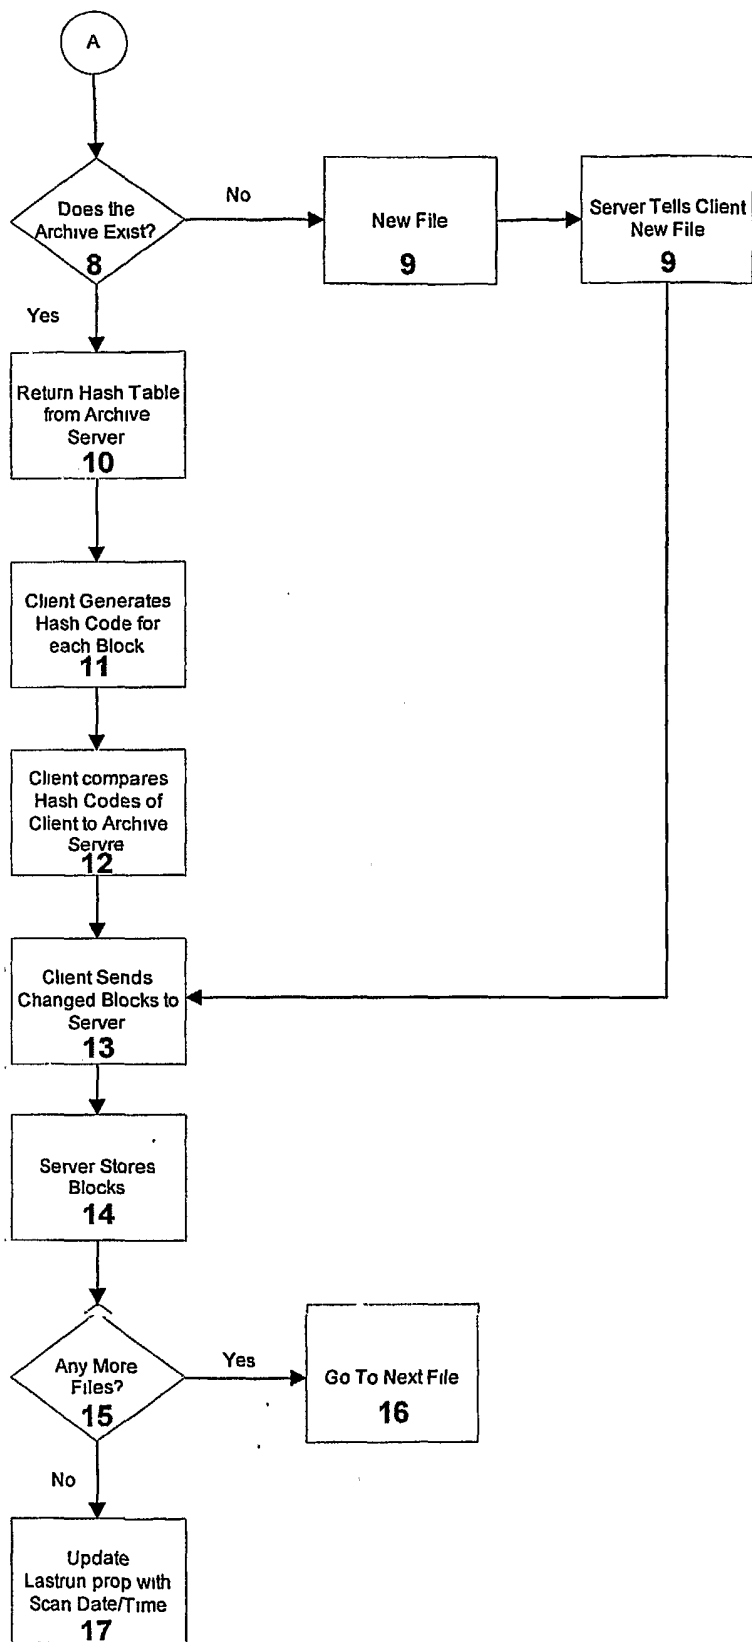 A
Does the
Archive Exist?
8
No
New File
9
Server Tells Client
New File
9
Yes
Return Hash Table
from Archive
Server
10
Client Generates
Hash Code for
each Block
11
Client compares
Hash Codes of
Client to Archive
Servre
12
Client Sends
Changed Blocks to
Server
13
Server Stores
Blocks
14
Any More
Files?
15
Yes
Go To Next File
16
No
Update
Lastrun prop with
Scan Date/Time
17